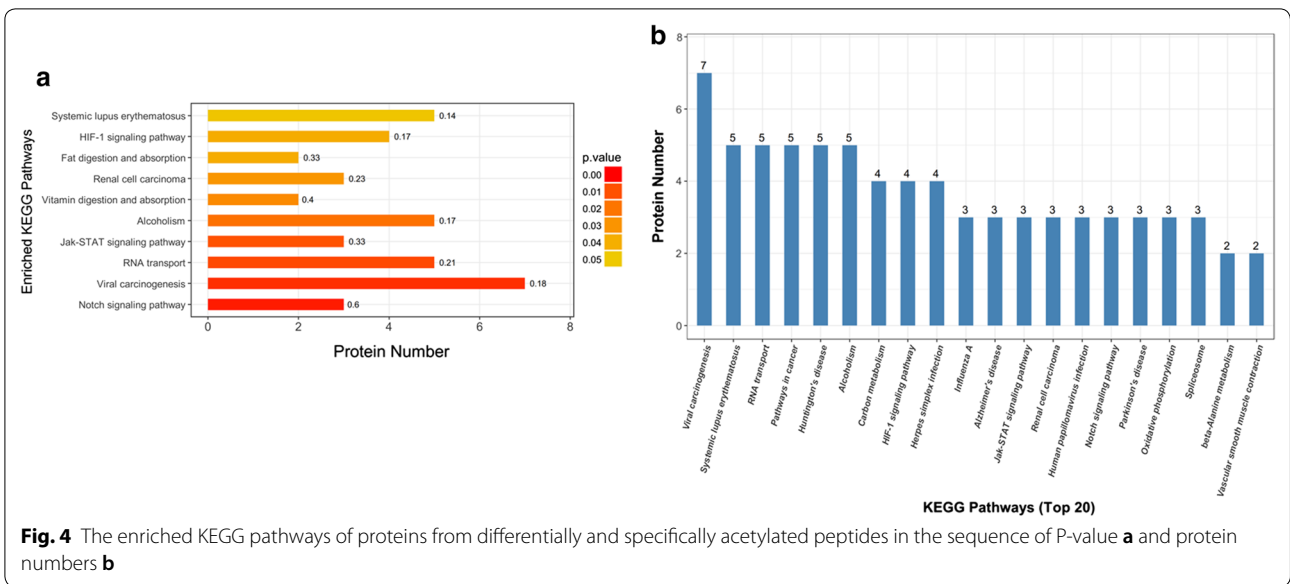 a
Enriched KEGG Pathways
Systemic lupus erythematosus
0.14
HIF-1 signaling pathway
0.17
Fat digestion and absorption
0.33
Renal cell carcinoma
0.23
Vitamin digestion and absorption
0.4
Alcoholism
0.17
Jak-STAT signaling pathway
0.33
RNA transport
0.21
Viral carcinogenesis
0.18
Notch signaling pathway
0.6
0 2 4 6 8
Protein Number
p.value
0.00
0.01
0.02
0.03
0.04
0.05
b
Protein Number
8
6
4
2
0
7 5 5 5 5 5 4 4 4 3 3 3 3 3 3 3 3 3 2 2
Viral carcinogenesis
Systemic lupus erythematosus
RNA transport
Pathways in cancer
Huntington's disease
Alcoholism
Carbon metabolism
HIF-1 signaling pathway
Herpes simplex infection
Influenza A
Alzheimer's disease
Jak-STAT signaling pathway
Renal cell carcinoma
Human papillomavirus infection
Notch signaling pathway
Parkinson's disease
Oxidative phosphorylation
Spliceosome
beta-Alanine metabolism
Vascular smooth muscle contraction
KEGG Pathways (Top 20)
Fig. 4 The enriched KEGG pathways of proteins from differentially and specifically acetylated peptides in the sequence of P-value a and protein
numbers b